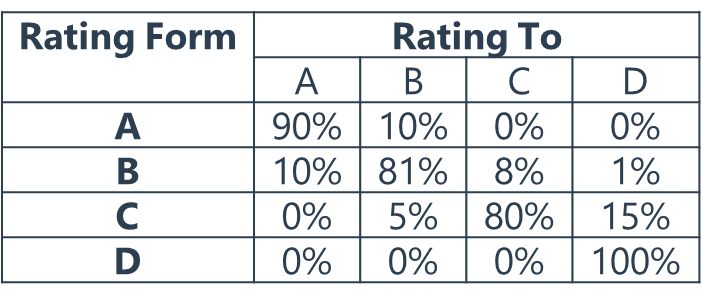 Rating Form Rating To
A B C D
A 90% 10% 0% 0%
B 10% 81% 8% 1%
C 0% 5% 80% 15%
D 0% 0% 0% 100%